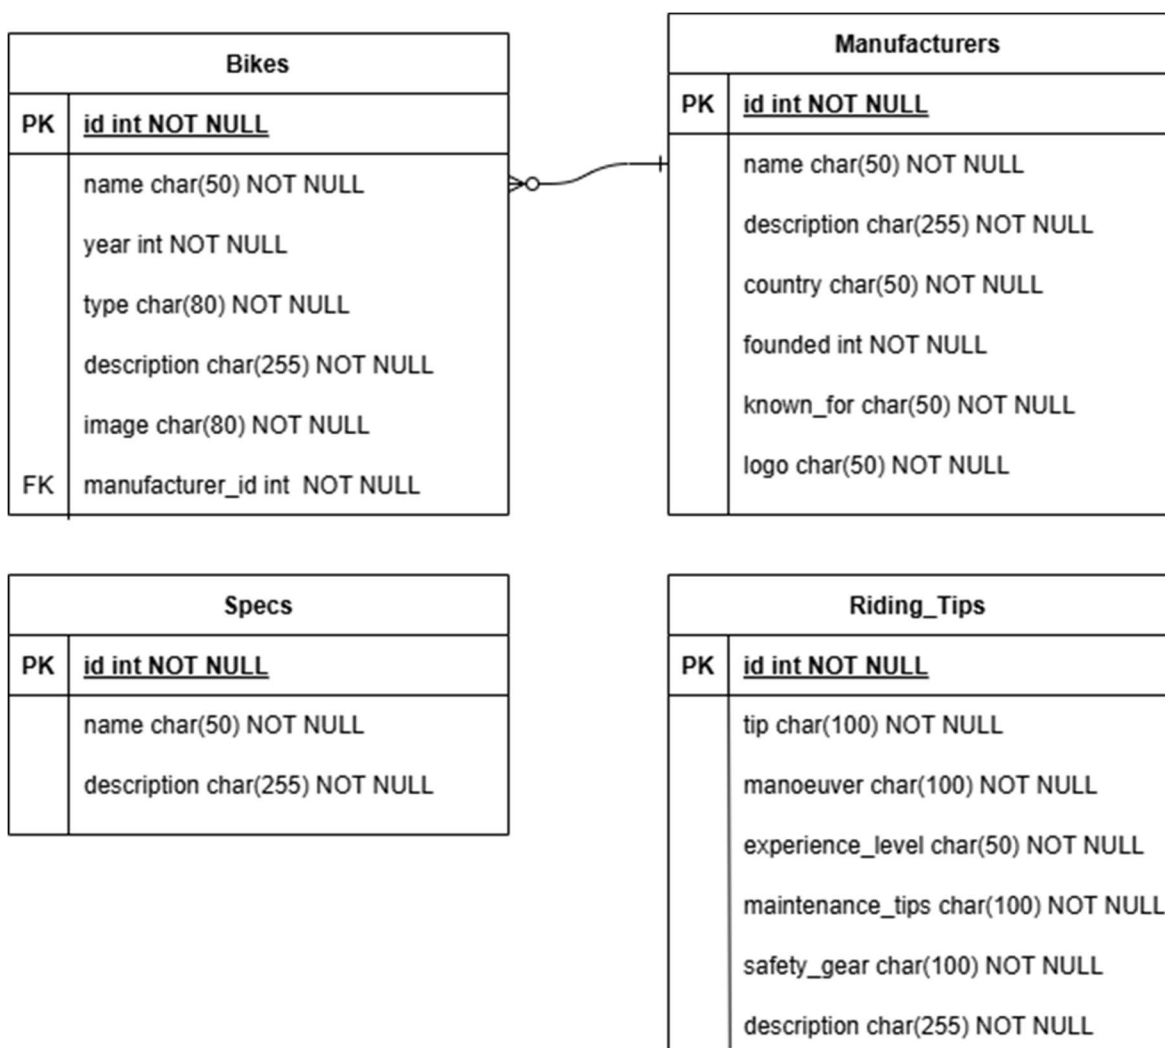 Bikes
PK id int NOT NULL
name char(50) NOT NULL
year int NOT NULL
type char(80) NOT NULL
description char(255) NOT NULL
image char(80) NOT NULL
FK manufacturer_id int NOT NULL
Manufacturers
PK id int NOT NULL
name char(50) NOT NULL
description char(255) NOT NULL
country char(50) NOT NULL
founded int NOT NULL
known_for char(50) NOT NULL
logo char(50) NOT NULL
Specs
PK id int NOT NULL
name char(50) NOT NULL
description char(255) NOT NULL
Riding_Tips
PK id int NOT NULL
tip char(100) NOT NULL
manoeuver char(100) NOT NULL
experience_level char(50) NOT NULL
maintenance_tips char(100) NOT NULL
safety_gear char(100) NOT NULL
description char(255) NOT NULL